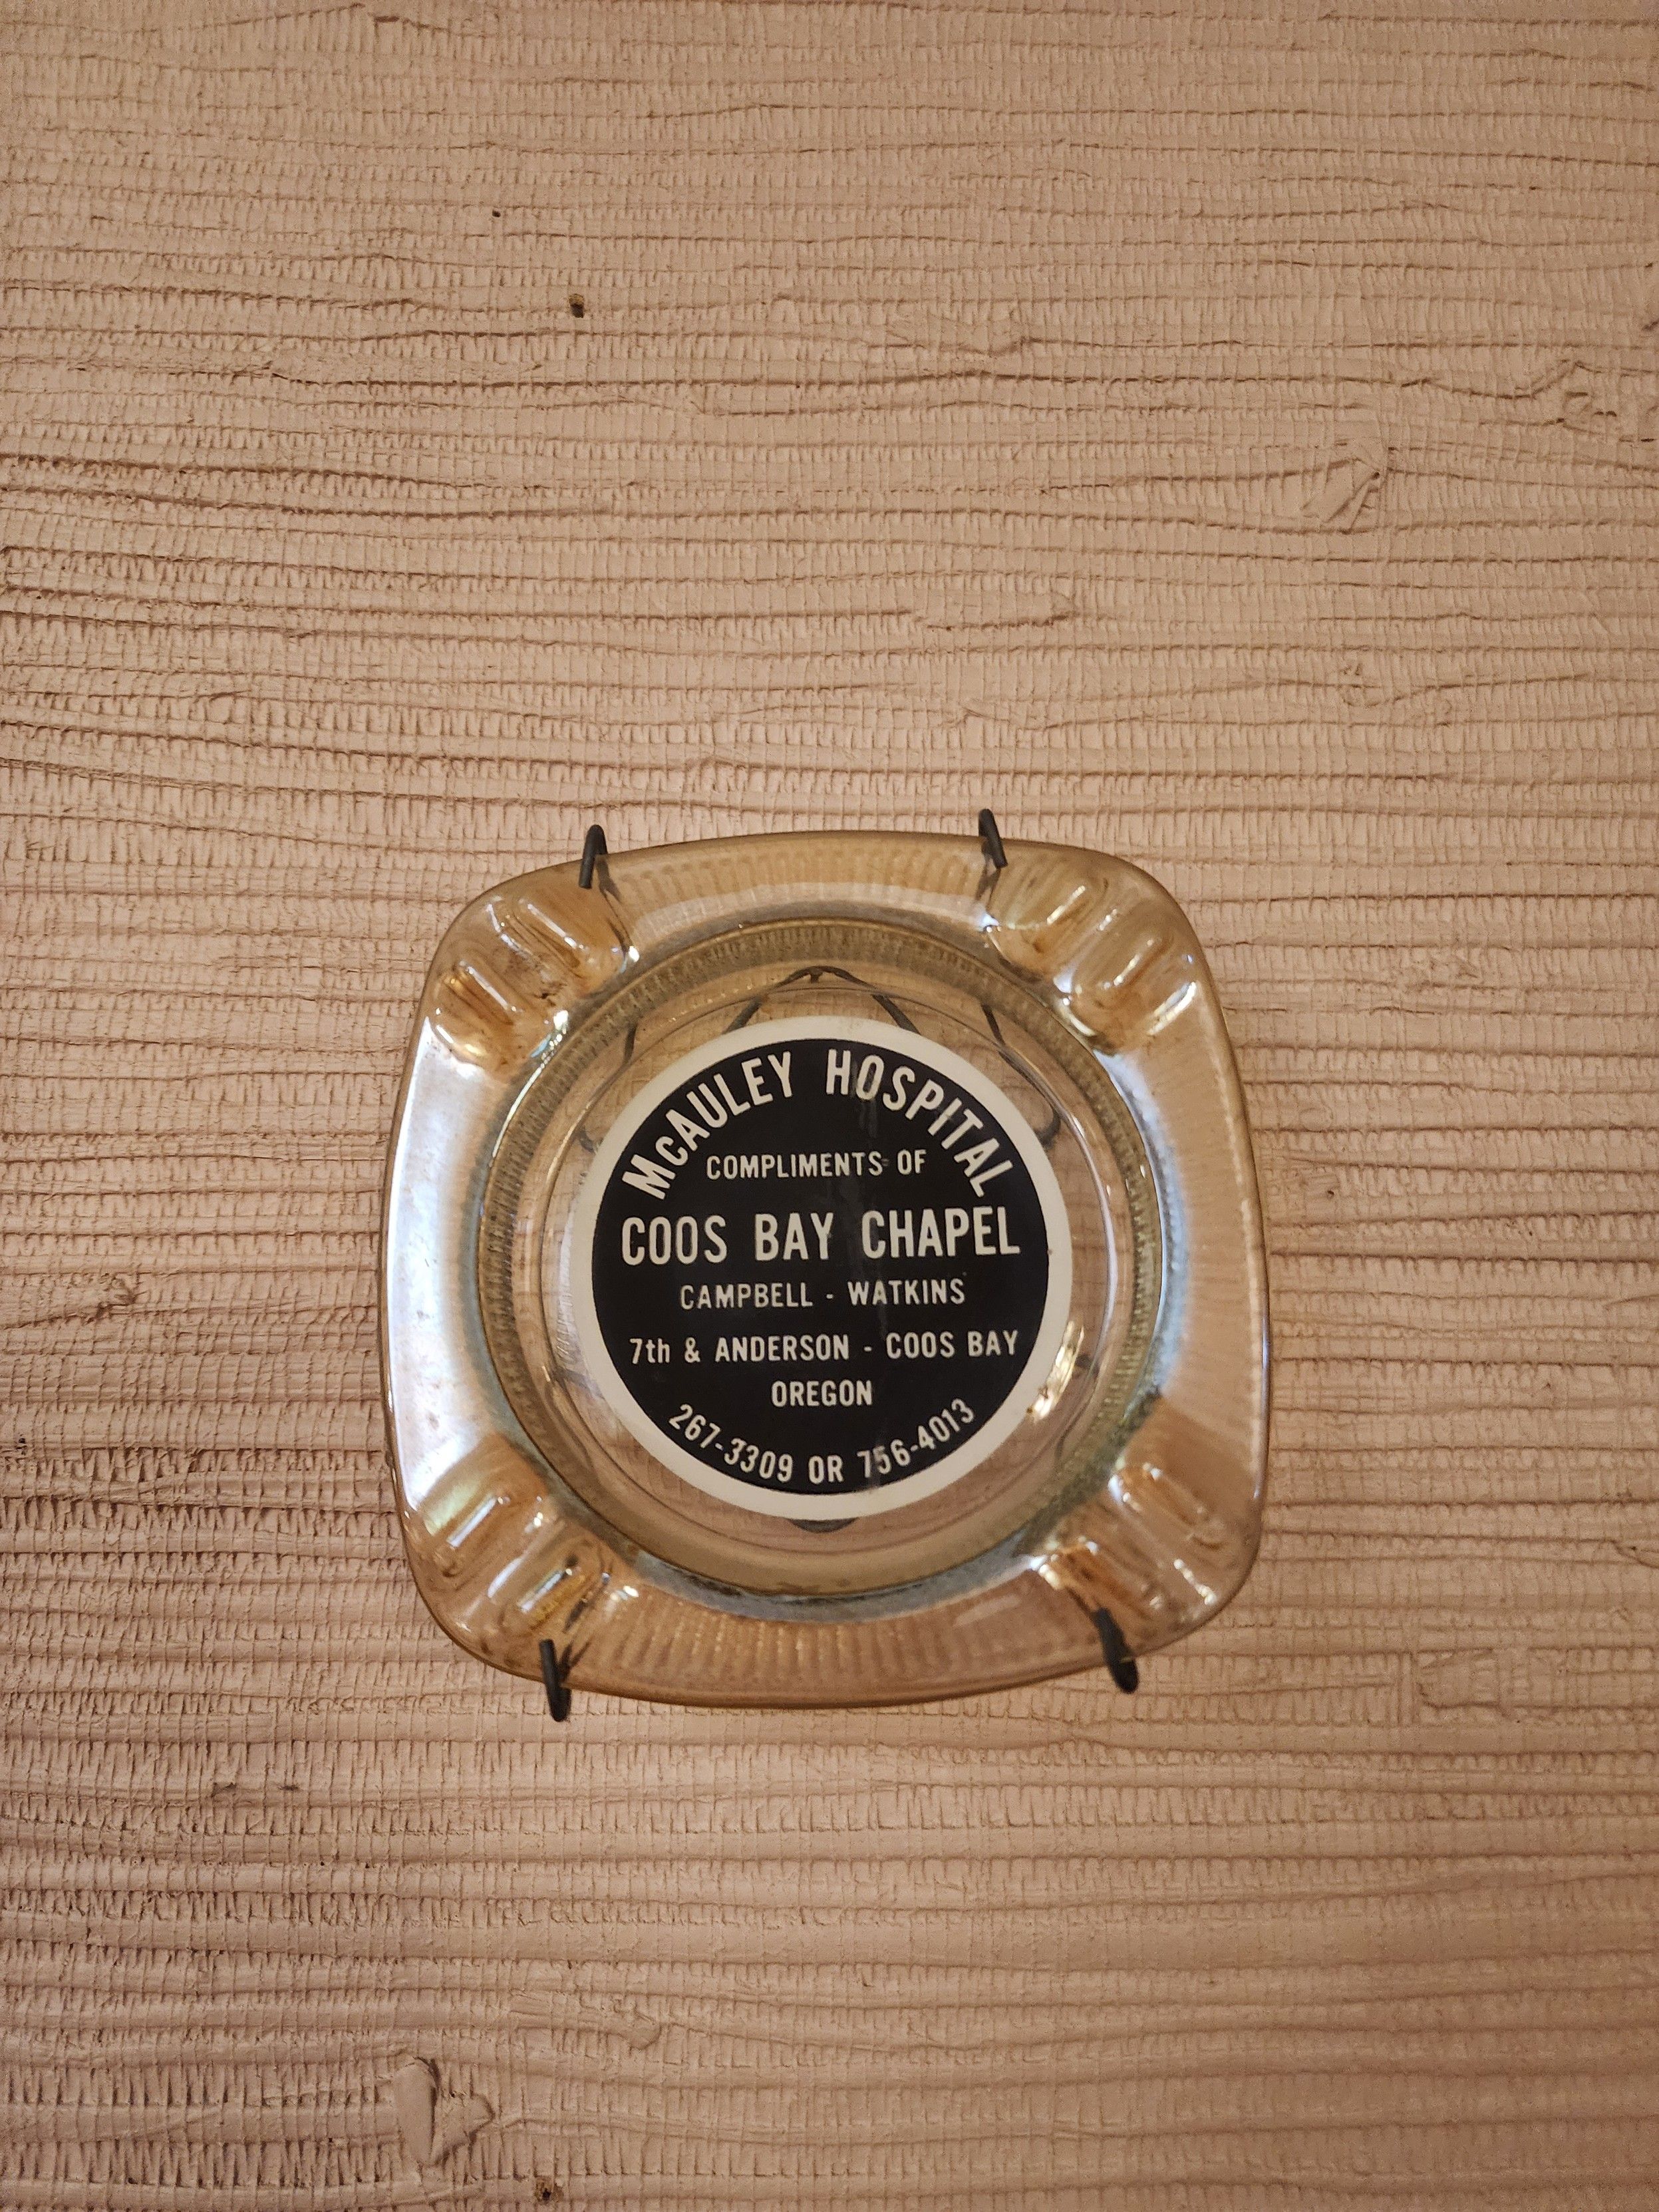 McAULEY HOSPITAL
COMPLIMENTS OF
COOS BAY CHAPEL
CAMPBELL - WATKINS
7th & ANDERSON - COOS BAY
OREGON
267-3309 OR 756-4013